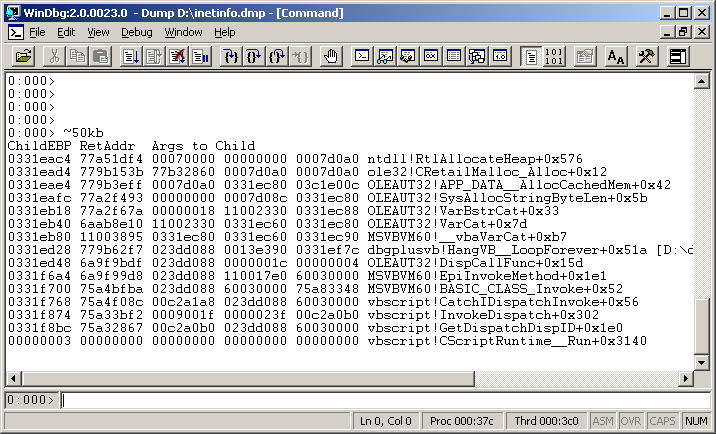 WinDbg:2.0.0023.0 - Dump D:\inetinfo.dmp - [Command]
File Edit View Debug Window Help
101
101
AA
0:000>
0:000>
0:000>
0:000>
0:000> ~50kb
ChildEBP RetAddr Args to Child
0331eac4 77a51df4 00070000 00000000 0007d0a0 ntdll!RtlAllocateHeap+0x576
0331ead4 779b153b 77b32860 0007d0a0 0007d0a0 ole32!CRetailMalloc_Alloc+0x12
0331eae4 779b3eff 0007d0a0 0331ec80 03c1e00c OLEAUT32!APP_DATA__AllocCachedMem+0x42
0331eafc 77a2f493 00000000 0007d08c 0331ec80 OLEAUT32!SysAllocStringByteLen+0x5b
0331eb18 77a2f67a 00000018 11002330 0331ec88 OLEAUT32!VarBstrCat+0x33
0331eb40 6aab8e10 11002330 0331ec60 0331ec80 OLEAUT32!VarCat+0x7d
0331eb80 11003895 0331ec80 0331ec60 0331ec90 MSVBVM60!__vbaVarCat+0xb7
0331ed28 779b62f7 023dd088 0013e390 0331ef7c dbgplusvb!HangVB__LoopForever+0x51a [D:\d
0331ed48 6a9f9bdf 023dd088 0000001c 00000004 OLEAUT32!DispCallFunc+0x15d
0331f6a4 6a9f99d8 023dd088 110017e0 60030000 MSVBVM60!EpiInvokeMethod+0x1e1
0331f700 75a4bfba 023dd088 60030000 75a83348 MSVBVM60!BASIC_CLASS_Invoke+0x52
0331f768 75a4f08c 00c2a1a8 023dd088 60030000 vbscript!CatchIDispatchInvoke+0x56
0331f874 75a33bf2 0009001f 0000023f 00c2a0b0 vbscript!InvokeDispatch+0x302
0331f8bc 75a32867 00c2a0b0 023dd088 60030000 vbscript!GetDispatchDispID+0x1e0
00000003 00000000 00000000 00000000 00000000 vbscript!CScriptRuntime__Run+0x3140
0:000>
Ln 0, Col 0 Proc 000:37c Thrd 000:3c0 ASM OVR CAPS NUM